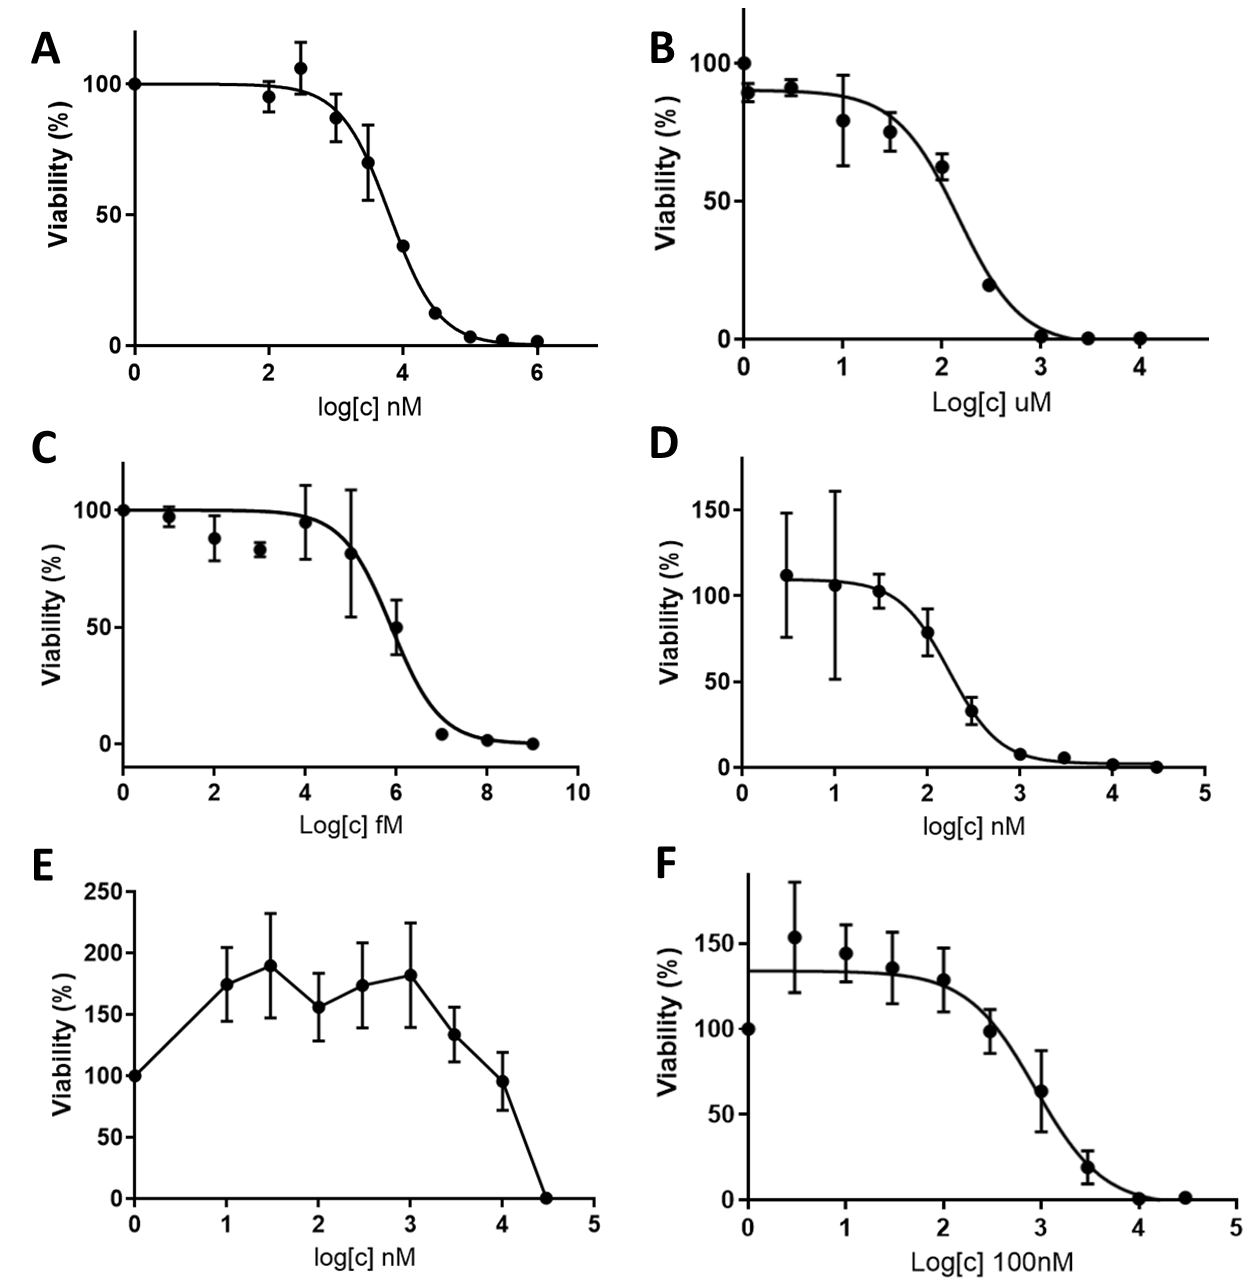 A
Viability (%)
100
50
0
0 2 4 6
log[c] nM
B
Viability (%)
100
50
0
0 1 2 3 4
Log[c] uM
C
Viability (%)
100
50
0
0 2 4 6 8 10
Log[c] fM
D
Viability (%)
150
100
50
0
0 1 2 3 4 5
log[c] nM
E
Viability (%)
250
200
150
100
50
0
0 1 2 3 4 5
log[c] nM
F
Viability (%)
150
100
50
0
0 1 2 3 4 5
Log[c] 100nM